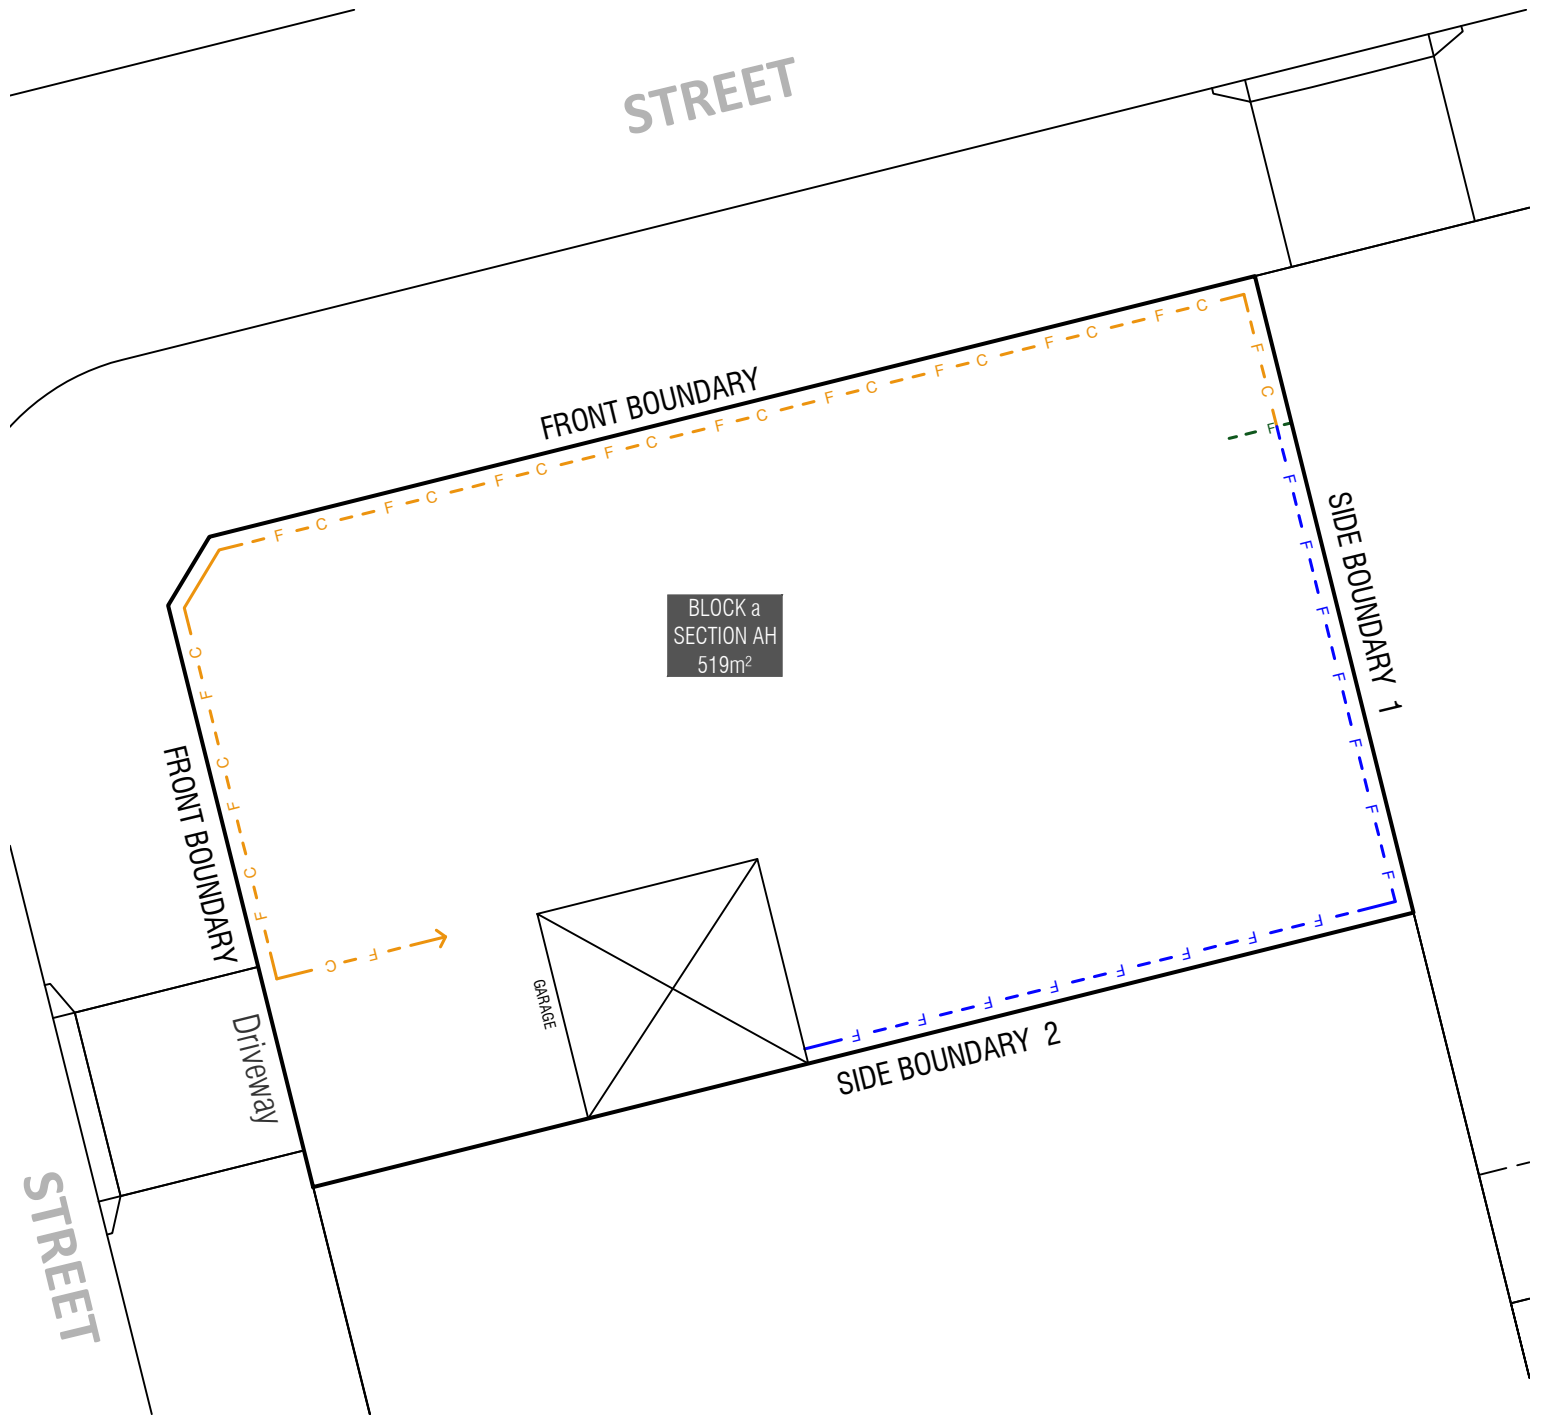 STREET
FRONT BOUNDARY
F C F C F C F C F C F C F C F C F C
F
C
F
BLOCK a
SECTION AH
519m²
SIDE BOUNDARY 1
F F F F F F F
C F C F C F
FRONT BOUNDARY
C F
GARAGE
F F F F F F F F
SIDE BOUNDARY 2
Driveway
STREET